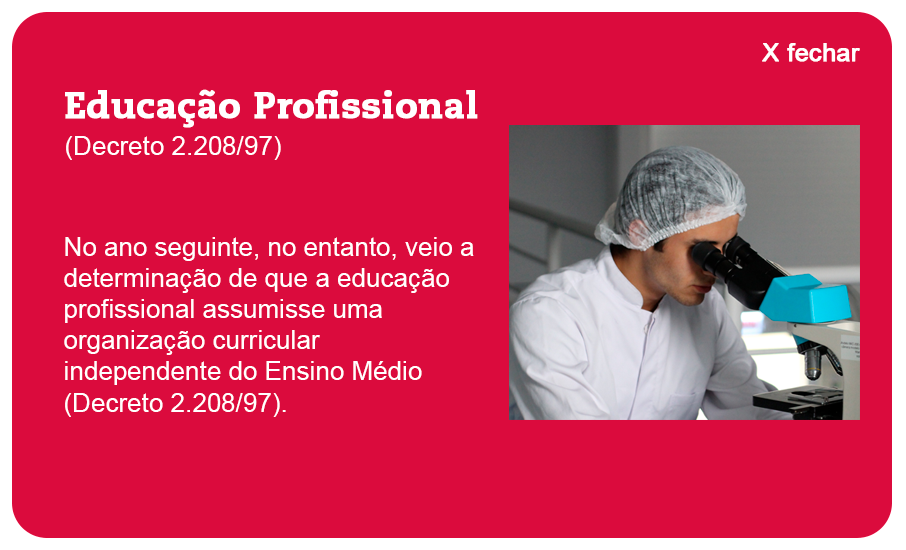 X fechar
Educação Profissional
(Decreto 2.208/97)
No ano seguinte, no entanto, veio a
determinação de que a educação
profissional assumisse uma
organização curricular
independente do Ensino Médio
(Decreto 2.208/97).